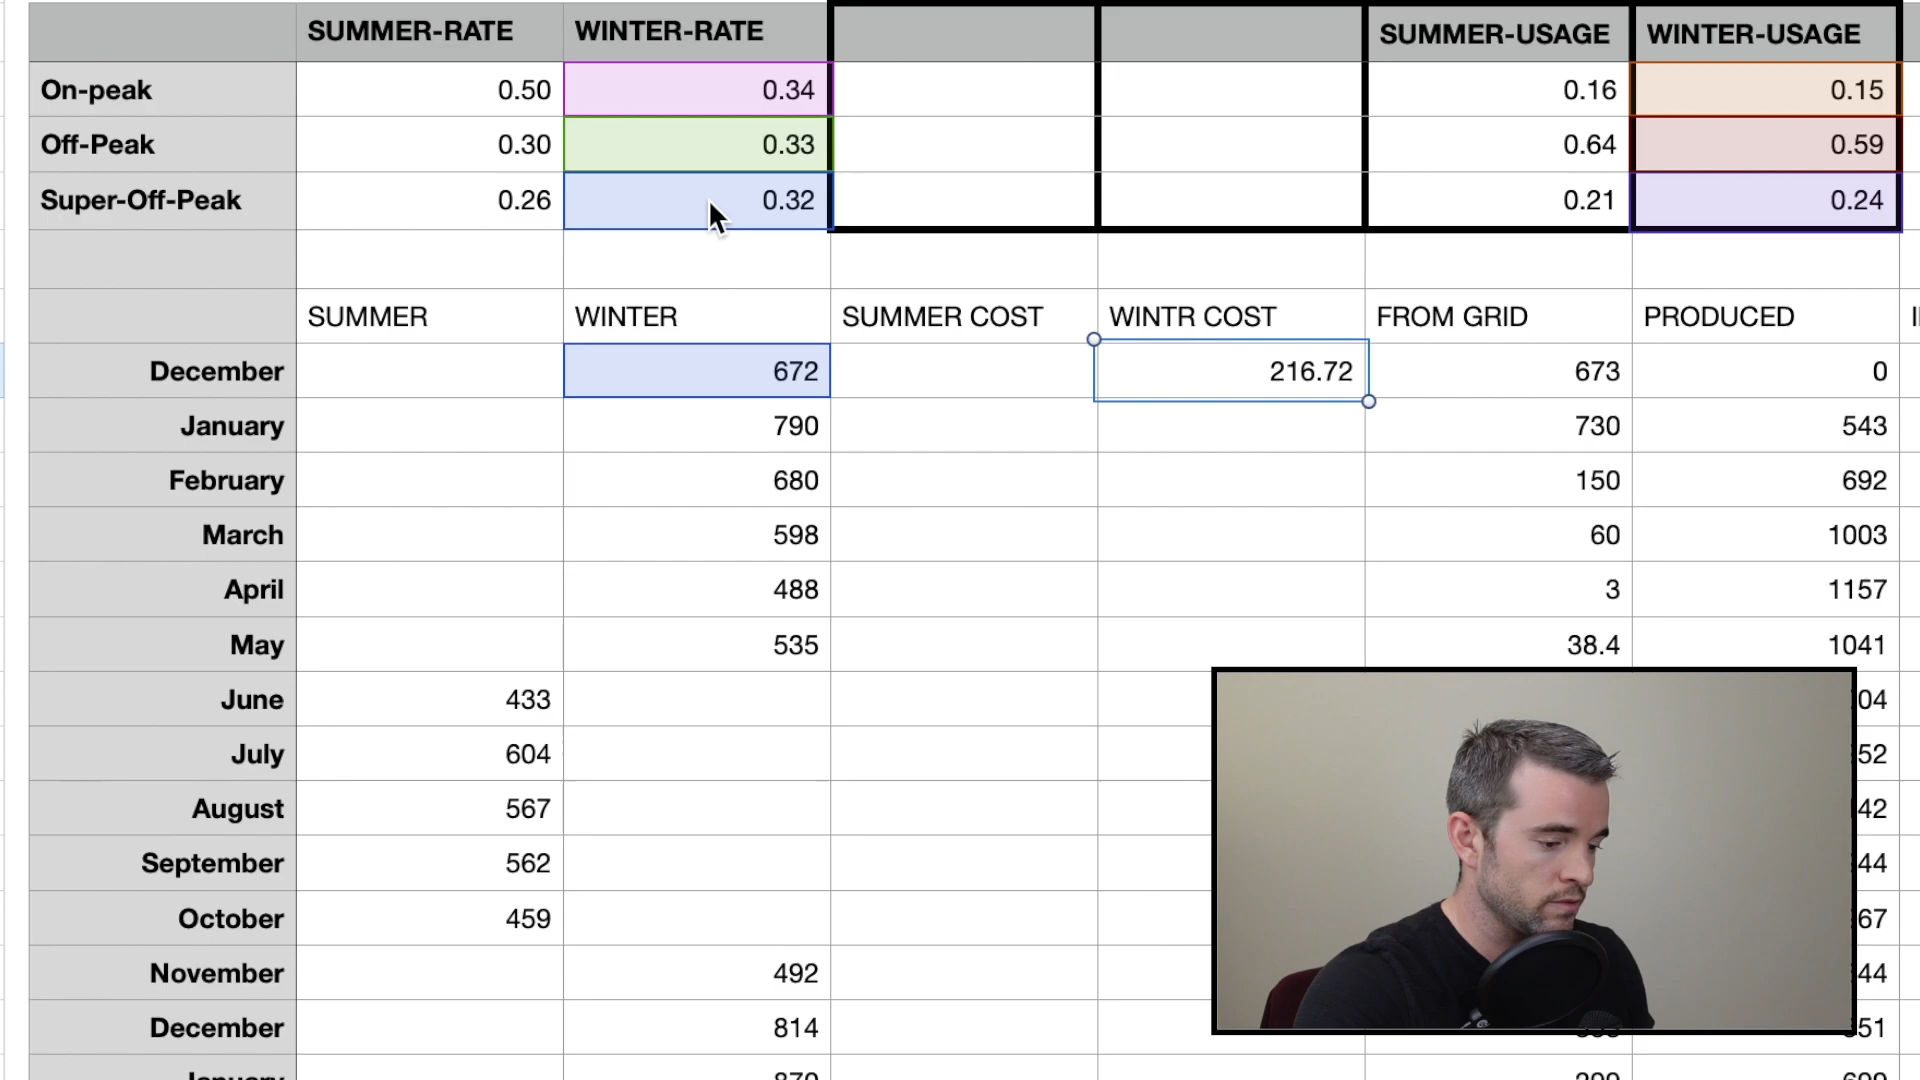 SUMMER-RATE WINTER-RATE SUMMER-USAGE WINTER-USAGE
On-peak 0.50 0.34 0.16 0.15
Off-Peak 0.30 0.33 0.64 0.59
Super-Off-Peak 0.26 0.32 0.21 0.24
SUMMER WINTER SUMMER COST WINTR COST FROM GRID PRODUCED
December 672 216.72 673 0
January 790 730 543
February 680 150 692
March 598 60 1003
April 488 3 1157
May 535 38.4 1041
June 433 04
July 604 52
August 567 42
September 562 44
October 459 67
November 492 44
December 814 51